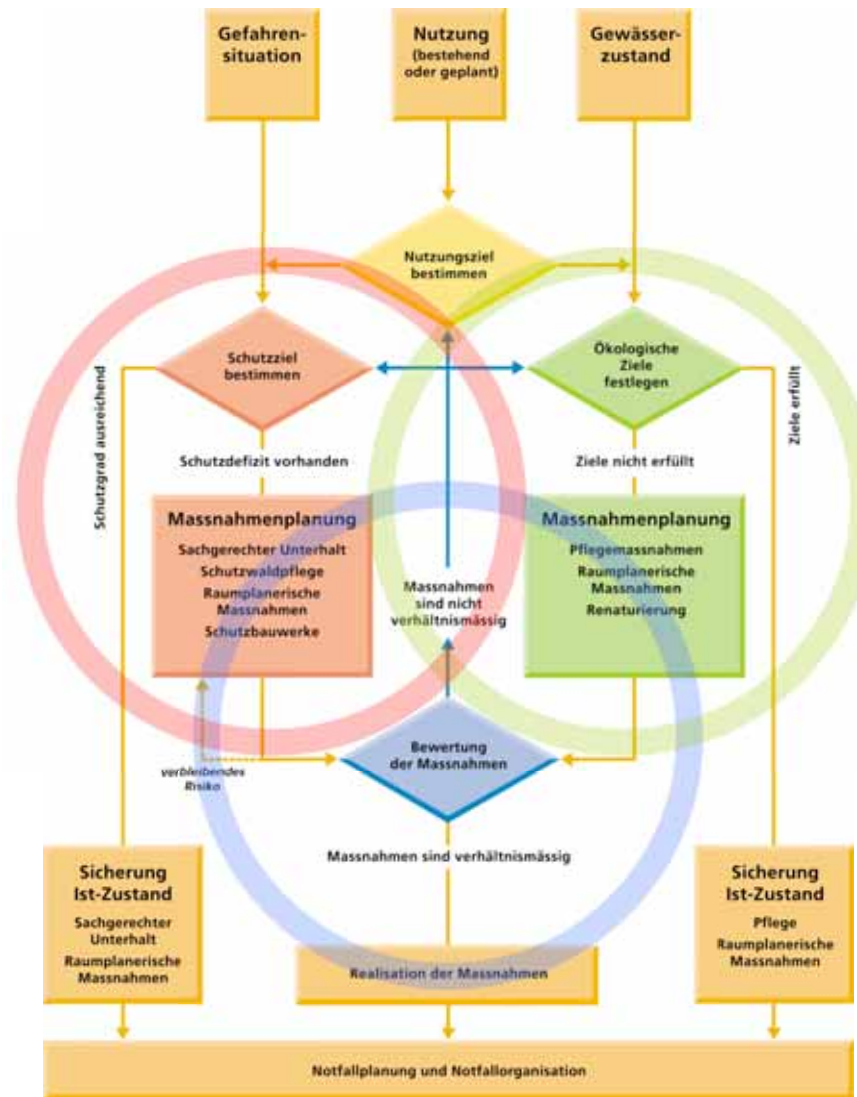 Gefahren-
situation
Nutzung
(bestehend
oder geplant)
Gewässer-
zustand
Nutzungsziel
bestimmen
Schutzziel
bestimmen
Ökologische
Ziele
festlegen
Schutzgrad ausreichend
Ziele erfüllt
Schutzdefizit vorhanden
Ziele nicht erfüllt
Massnahmenplanung
Sachgerechter Unterhalt
Schutzwaldpflege
Raumplanerische
Massnahmen
Schutzbauwerke
Massnahmen
sind nicht
verhältnismässig
Massnahmenplanung
Pflegemassnahmen
Raumplanerische
Massnahmen
Renaturierung
Bewertung
der Massnahmen
verbleibendes
Risiko
Massnahmen sind verhältnismässig
Sicherung
Ist-Zustand
Sachgerechter
Unterhalt
Raumplanerische
Massnahmen
Realisation der Massnahmen
Sicherung
Ist-Zustand
Pflege
Raumplanerische
Massnahmen
Notfallplanung und Notfallorganisation